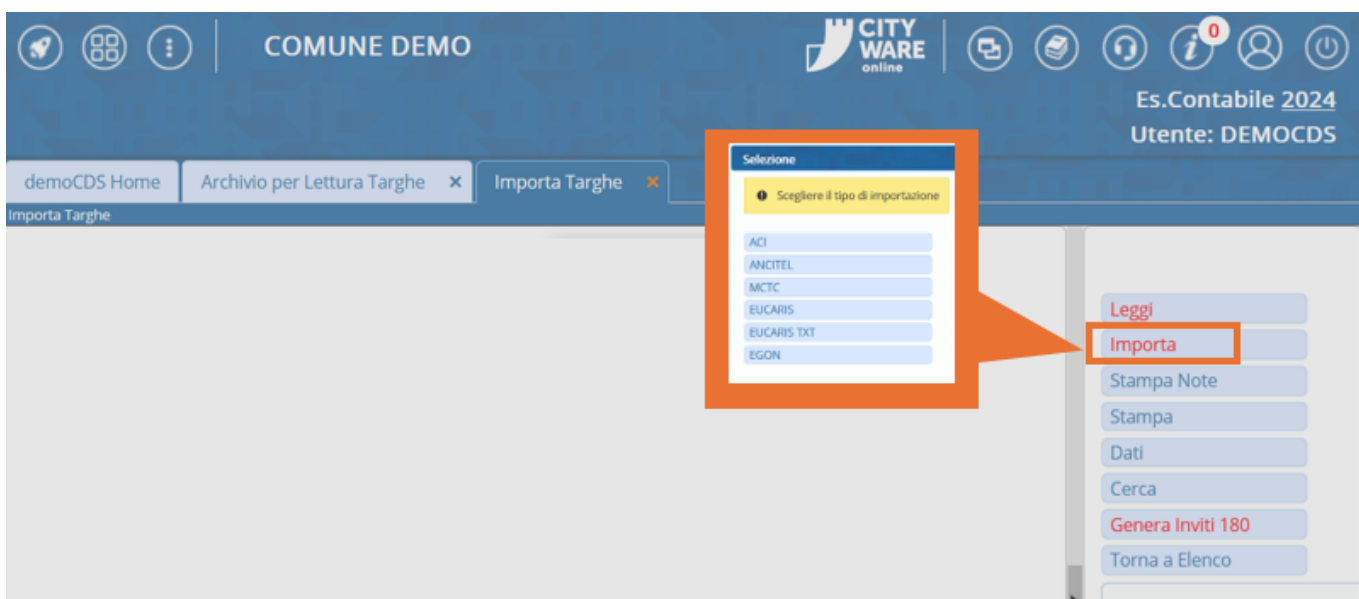 COMUNE DEMO
CITY
WARE
online
0
Es.Contabile 2024
Utente: DEMOCDS
demoCDS Home
Archivio per Lettura Targhe
Importa Targhe
Importa Targhe
Selezione
Scegliere il tipo di importazione
ACI
ANCITEL
MCTC
EUCARIS
EUCARIS TXT
EGON
Leggi
Importa
Stampa Note
Stampa
Dati
Cerca
Genera Inviti 180
Torna a Elenco